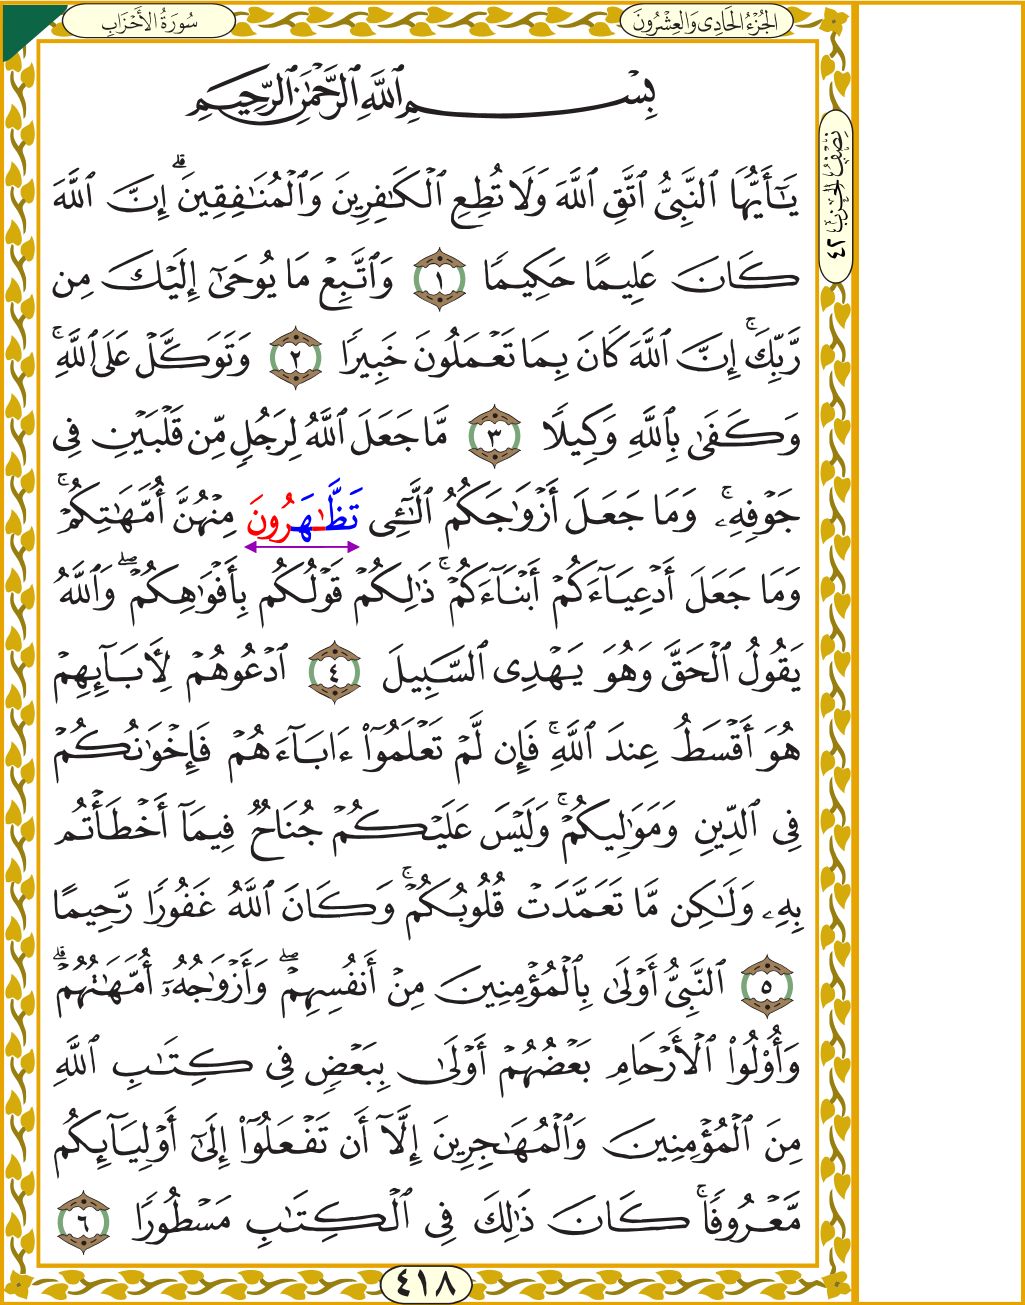 الجُزْءُ الحَادِى وَالعِشْرُونَ
سُورَةُ الأَحْزَابِ
نِصْفُ الحِزْبِ ٤٢
بِسْمِ ٱللَّهِ ٱلرَّحْمَٰنِ ٱلرَّحِيمِ
يَٰٓأَيُّهَا ٱلنَّبِىُّ ٱتَّقِ ٱللَّهَ وَلَا تُطِعِ ٱلْكَٰفِرِينَ وَٱلْمُنَٰفِقِينَ ۗ إِنَّ ٱللَّهَ
كَانَ عَلِيمًا حَكِيمًا ١ وَٱتَّبِعْ مَا يُوحَىٰٓ إِلَيْكَ مِن
رَّبِّكَ ۚ إِنَّ ٱللَّهَ كَانَ بِمَا تَعْمَلُونَ خَبِيرًا ٢ وَتَوَكَّلْ عَلَى ٱللَّهِ ۚ
وَكَفَىٰ بِٱللَّهِ وَكِيلًا ٣ مَّا جَعَلَ ٱللَّهُ لِرَجُلٍ مِّن قَلْبَيْنِ فِى
جَوْفِهِۦ ۚ وَمَا جَعَلَ أَزْوَٰجَكُمُ ٱلَّٰٓـِٔى تَظَّٰهَرُونَ مِنْهُنَّ أُمَّهَٰتِكُمْ ۚ
وَمَا جَعَلَ أَدْعِيَآءَكُمْ أَبْنَآءَكُمْ ۚ ذَٰلِكُمْ قَوْلُكُم بِأَفْوَٰهِكُمْ ۖ وَٱللَّهُ
يَقُولُ ٱلْحَقَّ وَهُوَ يَهْدِى ٱلسَّبِيلَ ٤ ٱدْعُوهُمْ لِءَابَآئِهِمْ
هُوَ أَقْسَطُ عِندَ ٱللَّهِ ۚ فَإِن لَّمْ تَعْلَمُوٓا۟ ءَابَآءَهُمْ فَإِخْوَٰنُكُمْ
فِى ٱلدِّينِ وَمَوَٰلِيكُمْ ۚ وَلَيْسَ عَلَيْكُمْ جُنَاحٌ فِيمَآ أَخْطَأْتُم
بِهِۦ وَلَٰكِن مَّا تَعَمَّدَتْ قُلُوبُكُمْ ۚ وَكَانَ ٱللَّهُ غَفُورًا رَّحِيمًا
٥ ٱلنَّبِىُّ أَوْلَىٰ بِٱلْمُؤْمِنِينَ مِنْ أَنفُسِهِمْ ۖ وَأَزْوَٰجُهُۥٓ أُمَّهَٰتُهُمْ ۗ
وَأُو۟لُوا۟ ٱلْأَرْحَامِ بَعْضُهُمْ أَوْلَىٰ بِبَعْضٍ فِى كِتَٰبِ ٱللَّهِ
مِنَ ٱلْمُؤْمِنِينَ وَٱلْمُهَٰجِرِينَ إِلَّآ أَن تَفْعَلُوٓا۟ إِلَىٰٓ أَوْلِيَآئِكُم
مَّعْرُوفًا ۚ كَانَ ذَٰلِكَ فِى ٱلْكِتَٰبِ مَسْطُورًا ٦
٤١٨